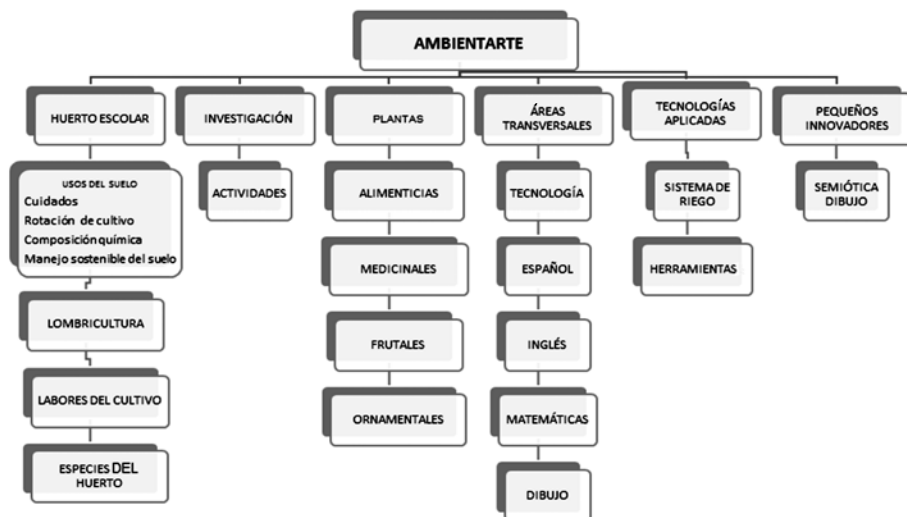 AMBIENTARTE
HUERTO ESCOLAR
USOS DEL SUELO
Cuidados
Rotación de cultivo
Composición química
Manejo sostenible del suelo
LOMBRICULTURA
LABORES DEL CULTIVO
ESPECIES DEL
HUERTO
INVESTIGACIÓN
ACTIVIDADES
PLANTAS
ALIMENTICIAS
MEDICINALES
FRUTALES
ORNAMENTALES
ÁREAS
TRANSVERSALES
TECNOLOGÍA
ESPAÑOL
INGLÉS
MATEMÁTICAS
DIBUJO
TECNOLOGÍAS
APLICADAS
SISTEMA DE
RIEGO
HERRAMIENTAS
PEQUEÑOS
INNOVADORES
SEMIÓTICA
DIBUJO